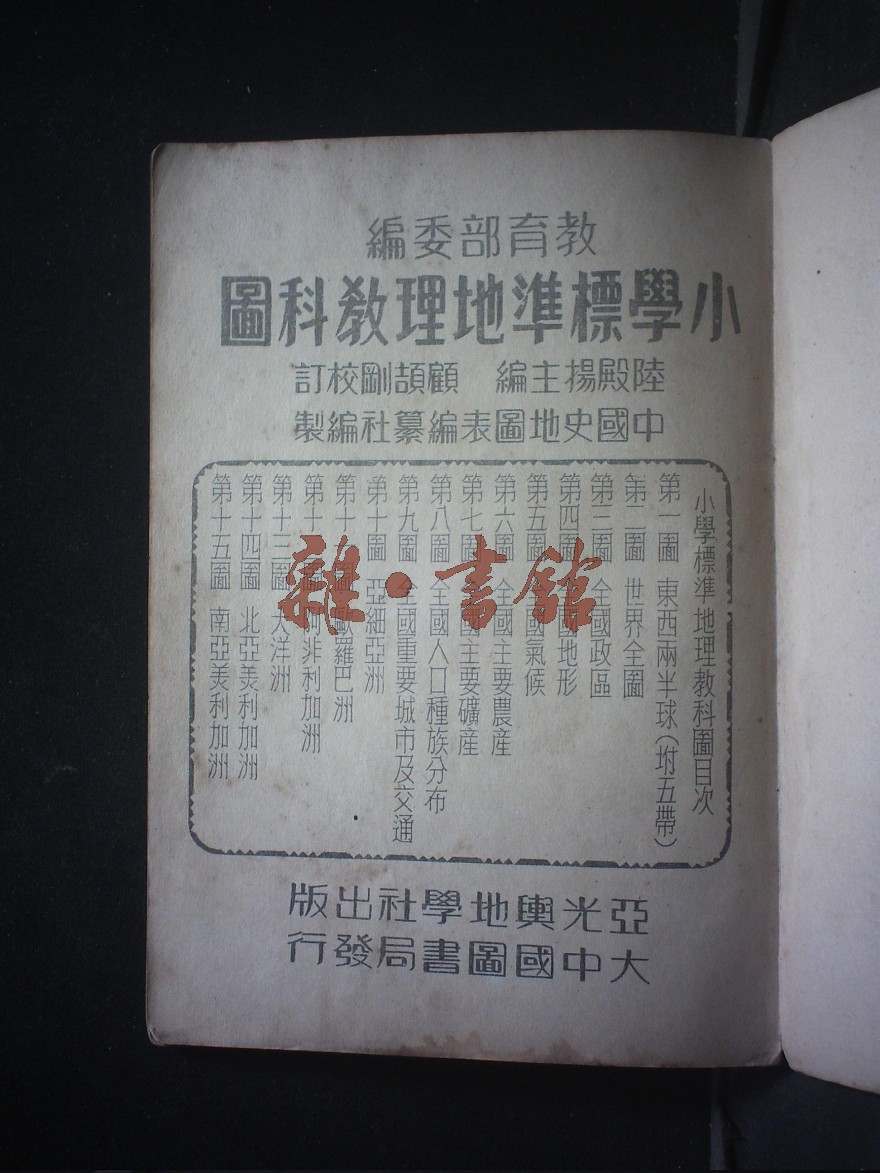 教育部委編
小學標準地理教科圖
陸殿揚主編 顧頡剛校訂
中國史地圖表編纂社編製
小學標準地理教科圖目次
第一圖 東西兩半球(附五帶)
第二圖 世界全圖
第三圖 全國政區
第四圖 全國地形
第五圖 全國氣候
第六圖 全國主要農產
第七圖 全國主要礦產
第八圖 全國人口種族分布
第九圖 全國重要城市及交通
第十圖 亞細亞洲
第十一圖 歐羅巴洲
第十二圖 阿非利加洲
第十三圖 大洋洲
第十四圖 北亞美利加洲
第十五圖 南亞美利加洲
亞光輿地學社出版
大中國圖書局發行
雜·書館